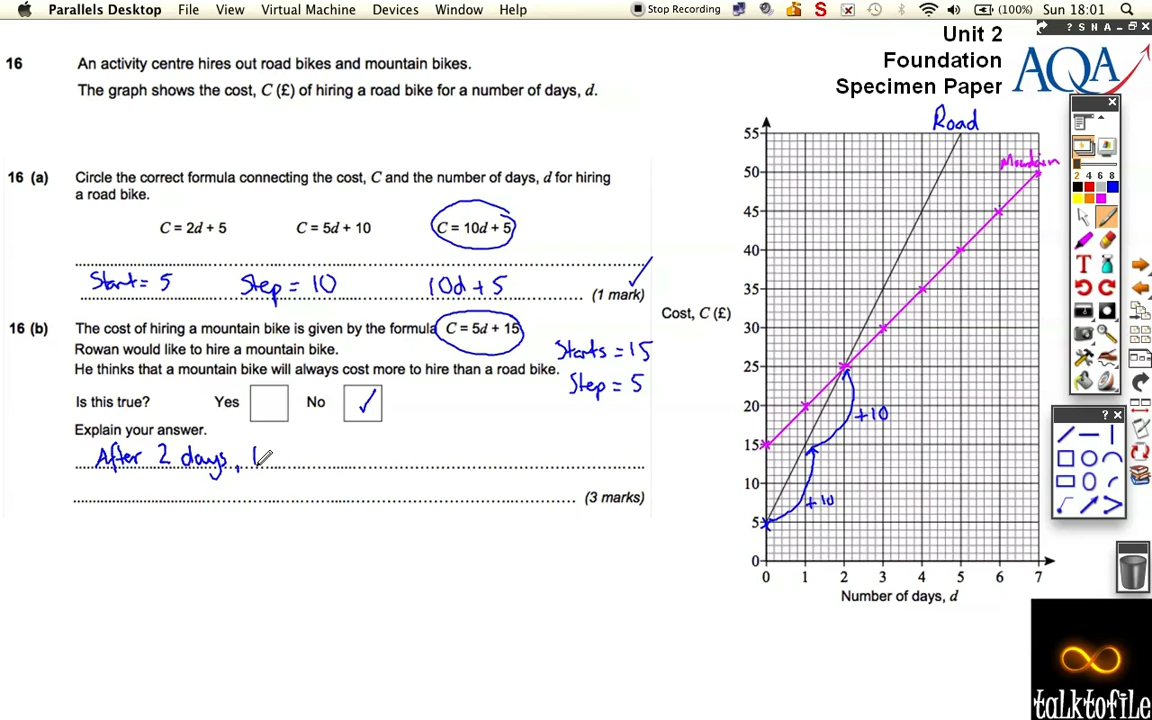 Parallels Desktop File View Virtual Machine Devices Window Help Stop Recording S (100%) Sun 18:01
? S N A
Unit 2
Foundation
Specimen Paper
AQA
16 An activity centre hires out road bikes and mountain bikes.
The graph shows the cost, C (£) of hiring a road bike for a number of days, d.
16 (a) Circle the correct formula connecting the cost, C and the number of days, d for hiring
a road bike.
C = 2d + 5 C = 5d + 10 C = 10d + 5
Start = 5 Step = 10 10d + 5 (1 mark)
16 (b) The cost of hiring a mountain bike is given by the formula C = 5d + 15
Rowan would like to hire a mountain bike.
Starts = 15
He thinks that a mountain bike will always cost more to hire than a road bike.
Step = 5
Is this true? Yes No
Explain your answer.
After 2 days,
(3 marks)
Road
Mountain
55
50
45
40
35
Cost, C (£)
30
25
20
+10
15
10
+10
5
0
0 1 2 3 4 5 6 7
Number of days, d
2 4 6 8
T
?
talktofile